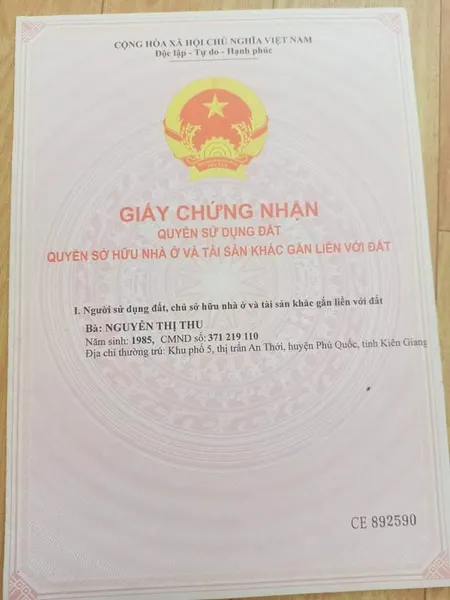 CỘNG HÒA XÃ HỘI CHỦ NGHĨA VIỆT NAM
Độc lập - Tự do - Hạnh phúc
GIẤY CHỨNG NHẬN
QUYỀN SỬ DỤNG ĐẤT
QUYỀN SỞ HỮU NHÀ Ở VÀ TÀI SẢN KHÁC GẮN LIỀN VỚI ĐẤT
I. Người sử dụng đất, chủ sở hữu nhà ở và tài sản khác gắn liền với đất
Bà: NGUYỄN THỊ THU
Năm sinh: 1985, CMND số: 371 219 110
Địa chỉ thường trú: Khu phố 5, thị trấn An Thới, huyện Phú Quốc, tỉnh Kiên Giang
CE 892590